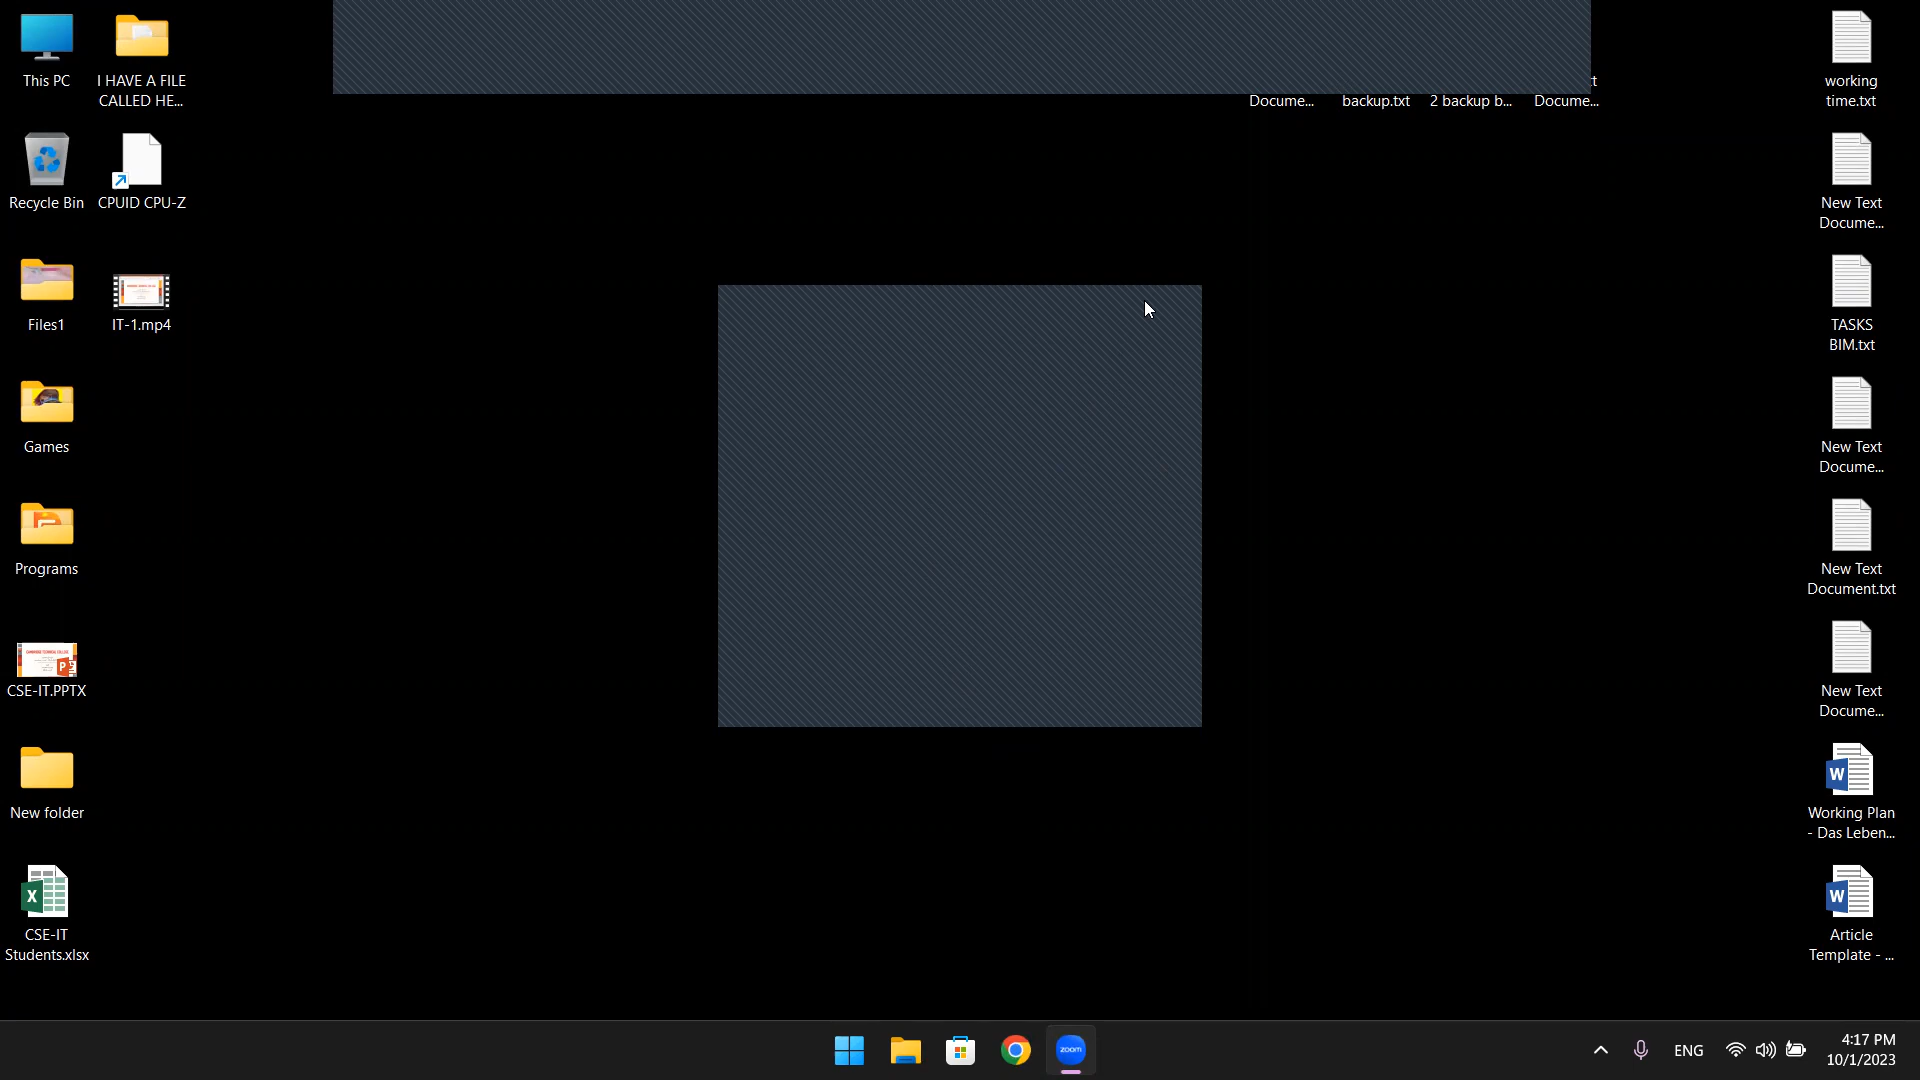 This PC
I HAVE A FILE
CALLED HE...
Docume...
backup.txt
2 backup b...
Docume...
working
time.txt
Recycle Bin
CPUID CPU-Z
New Text
Docume...
Files1
IT-1.mp4
TASKS
BIM.txt
Games
New Text
Docume...
Programs
New Text
Document.txt
CSE-IT.PPTX
New Text
Docume...
New folder
Working Plan
- Das Leben...
CSE-IT
Students.xlsx
Article
Template - ...
zoom
ENG
4:17 PM
10/1/2023